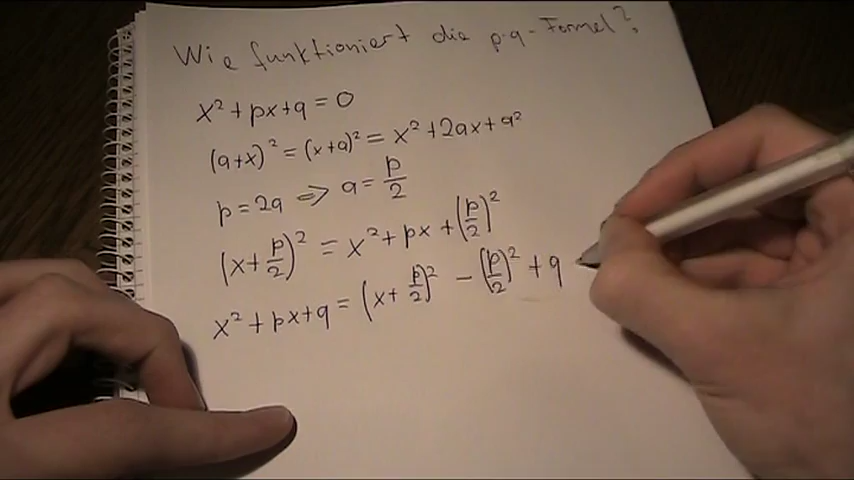 Wie funktioniert die p-q-Formel?
x² + px + q = 0
(a+x)² = (x+a)² = x² + 2ax + a²
p = 2a => a = p/2
(x + p/2)² = x² + px + (p/2)²
x² + px + q = (x + p/2)² - (p/2)² + q